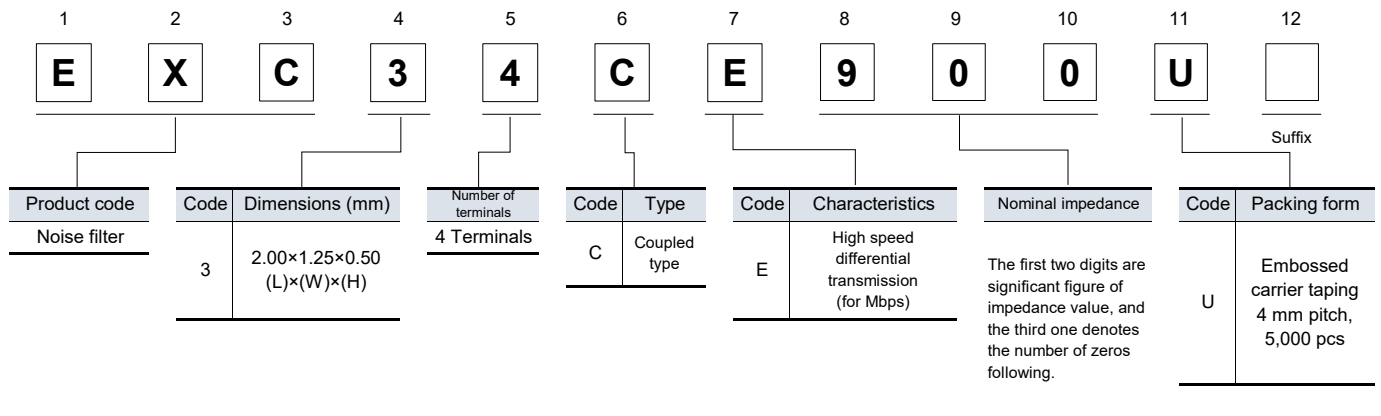 1 2 3 4 5 6 7 8 9 10 11 12
E X C 3 4 C E 9 0 0 U
Suffix
Product code
Noise filter
Code Dimensions (mm)
3 2.00×1.25×0.50
(L)×(W)×(H)
Number of
terminals
4 Terminals
Code Type
C Coupled
type
Code Characteristics
E High speed
differential
transmission
(for Mbps)
Nominal impedance
The first two digits are
significant figure of
impedance value, and
the third one denotes
the number of zeros
following.
Code Packing form
U Embossed
carrier taping
4 mm pitch,
5,000 pcs